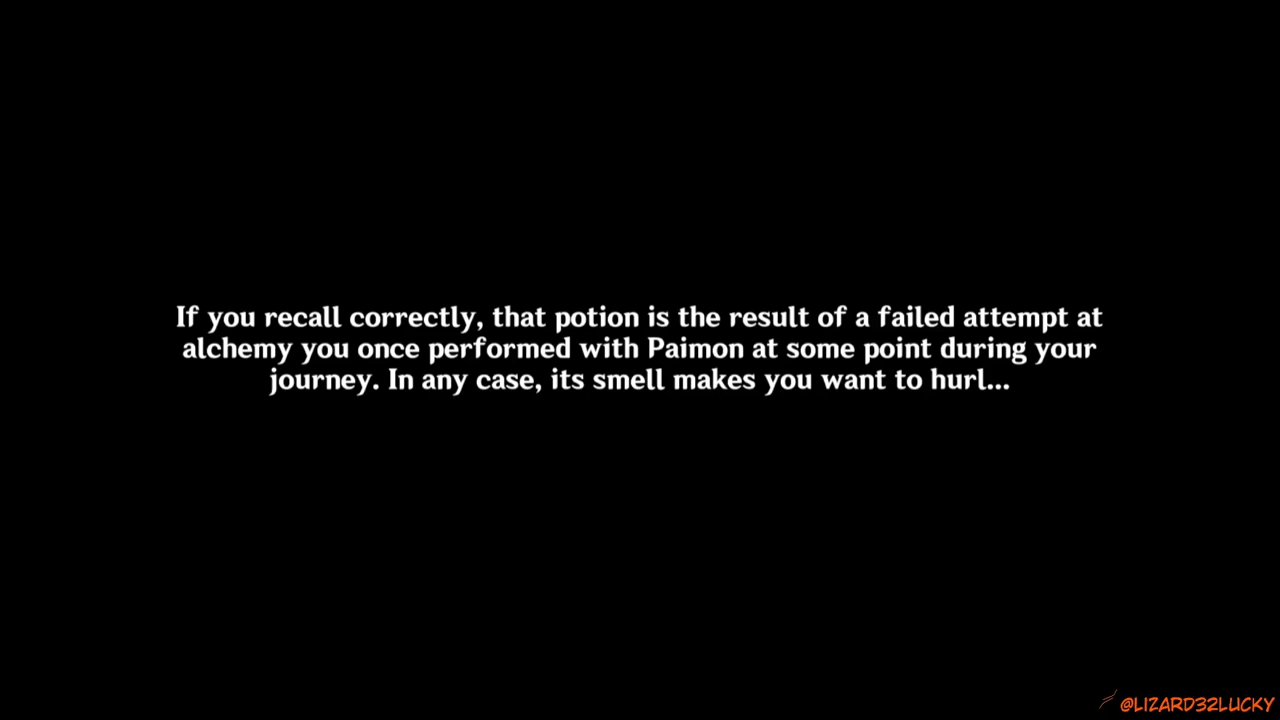 If you recall correctly, that potion is the result of a failed attempt at
alchemy you once performed with Paimon at some point during your
journey. In any case, its smell makes you want to hurl...
@LIZARD32LUCKY